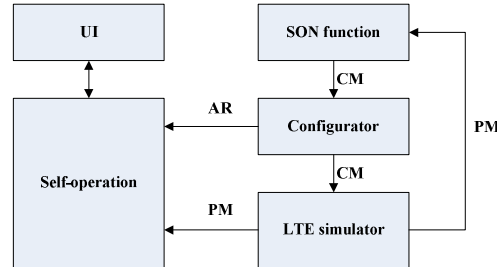 UI
SON function
CM
AR
Configurator
PM
Self-operation
CM
PM
LTE simulator